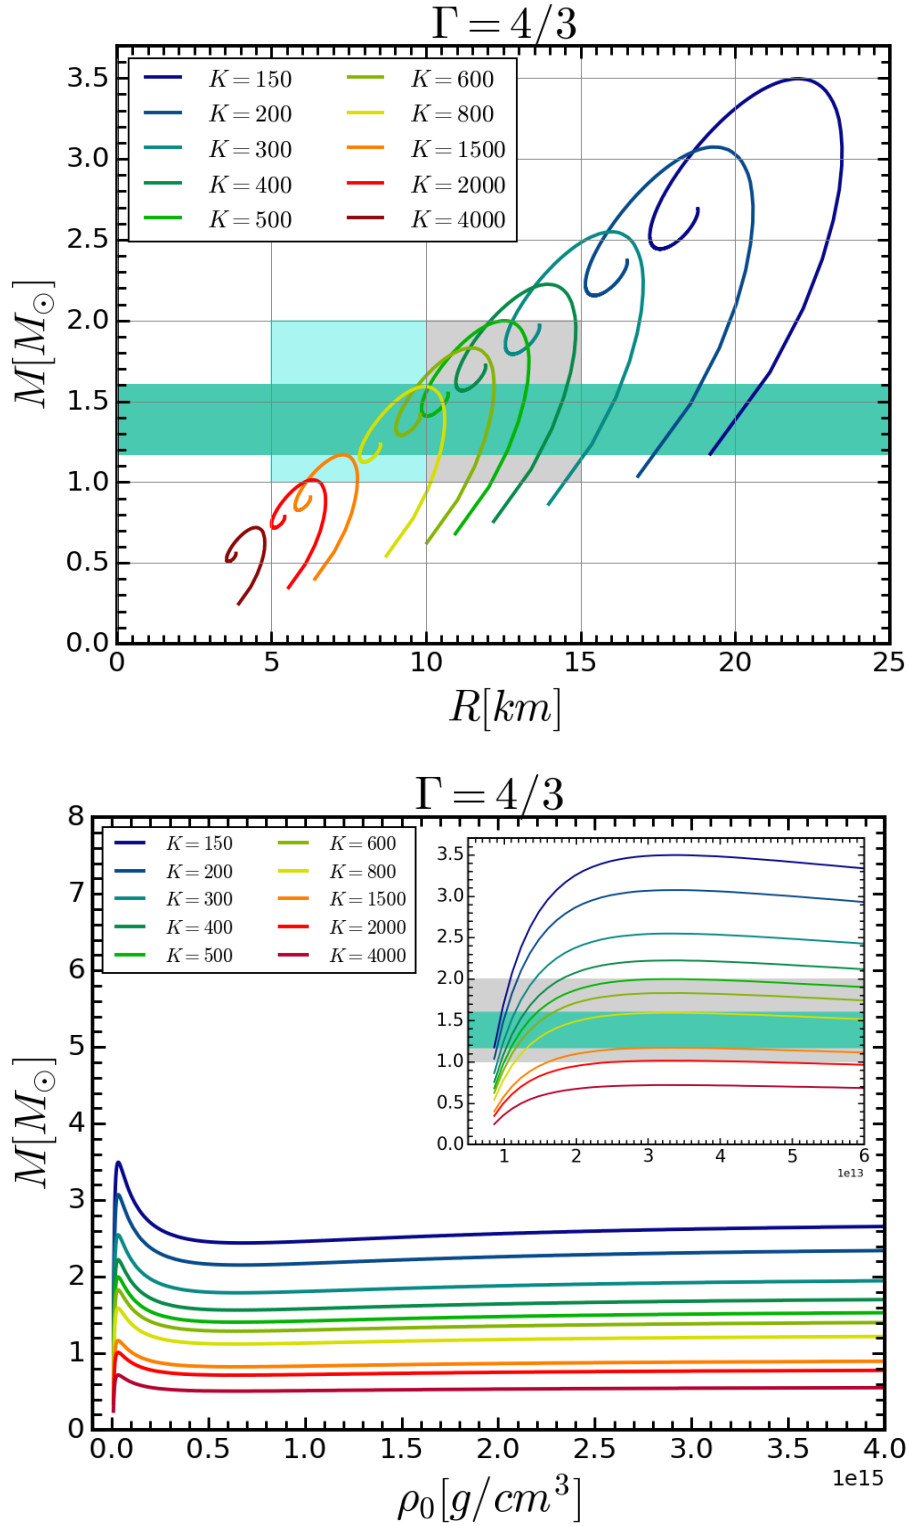 Γ = 4/3
M[M⊙]
3.5
3.0
2.5
2.0
1.5
1.0
0.5
0.0
K = 150
K = 200
K = 300
K = 400
K = 500
K = 600
K = 800
K = 1500
K = 2000
K = 4000
0 5 10 15 20 25
R[km]
Γ = 4/3
M[M⊙]
8
7
6
5
4
3
2
1
0
K = 150
K = 200
K = 300
K = 400
K = 500
K = 600
K = 800
K = 1500
K = 2000
K = 4000
3.5
3.0
2.5
2.0
1.5
1.0
0.5
0.0
1 2 3 4 5 6
1e13
0.0 0.5 1.0 1.5 2.0 2.5 3.0 3.5 4.0
1e15
ρ₀[g/cm³]